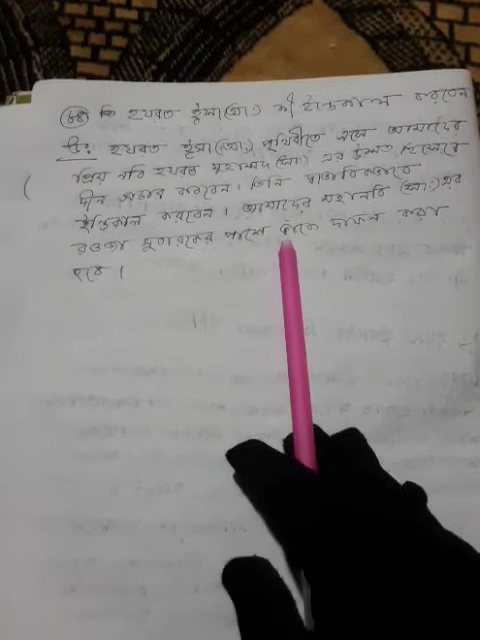 কি হযরত ঈসা(আ:) কী ইন্তেকাল করবেন
উ: হযরত ঈসা(আ:) পৃথিবীতে এসে আমাদের
প্রিয় নবি হযরত মুহাম্মদ (সা:) এর উম্মত হিসেবে
দীন প্রচার করবেন। তিনি স্বাভাবিকভাবে
ইন্তিকাল করবেন। আমাদের মহানবি (সা:) এর
রওজা মুবারকের পাশে তাঁকে দাফন করা
হবে।